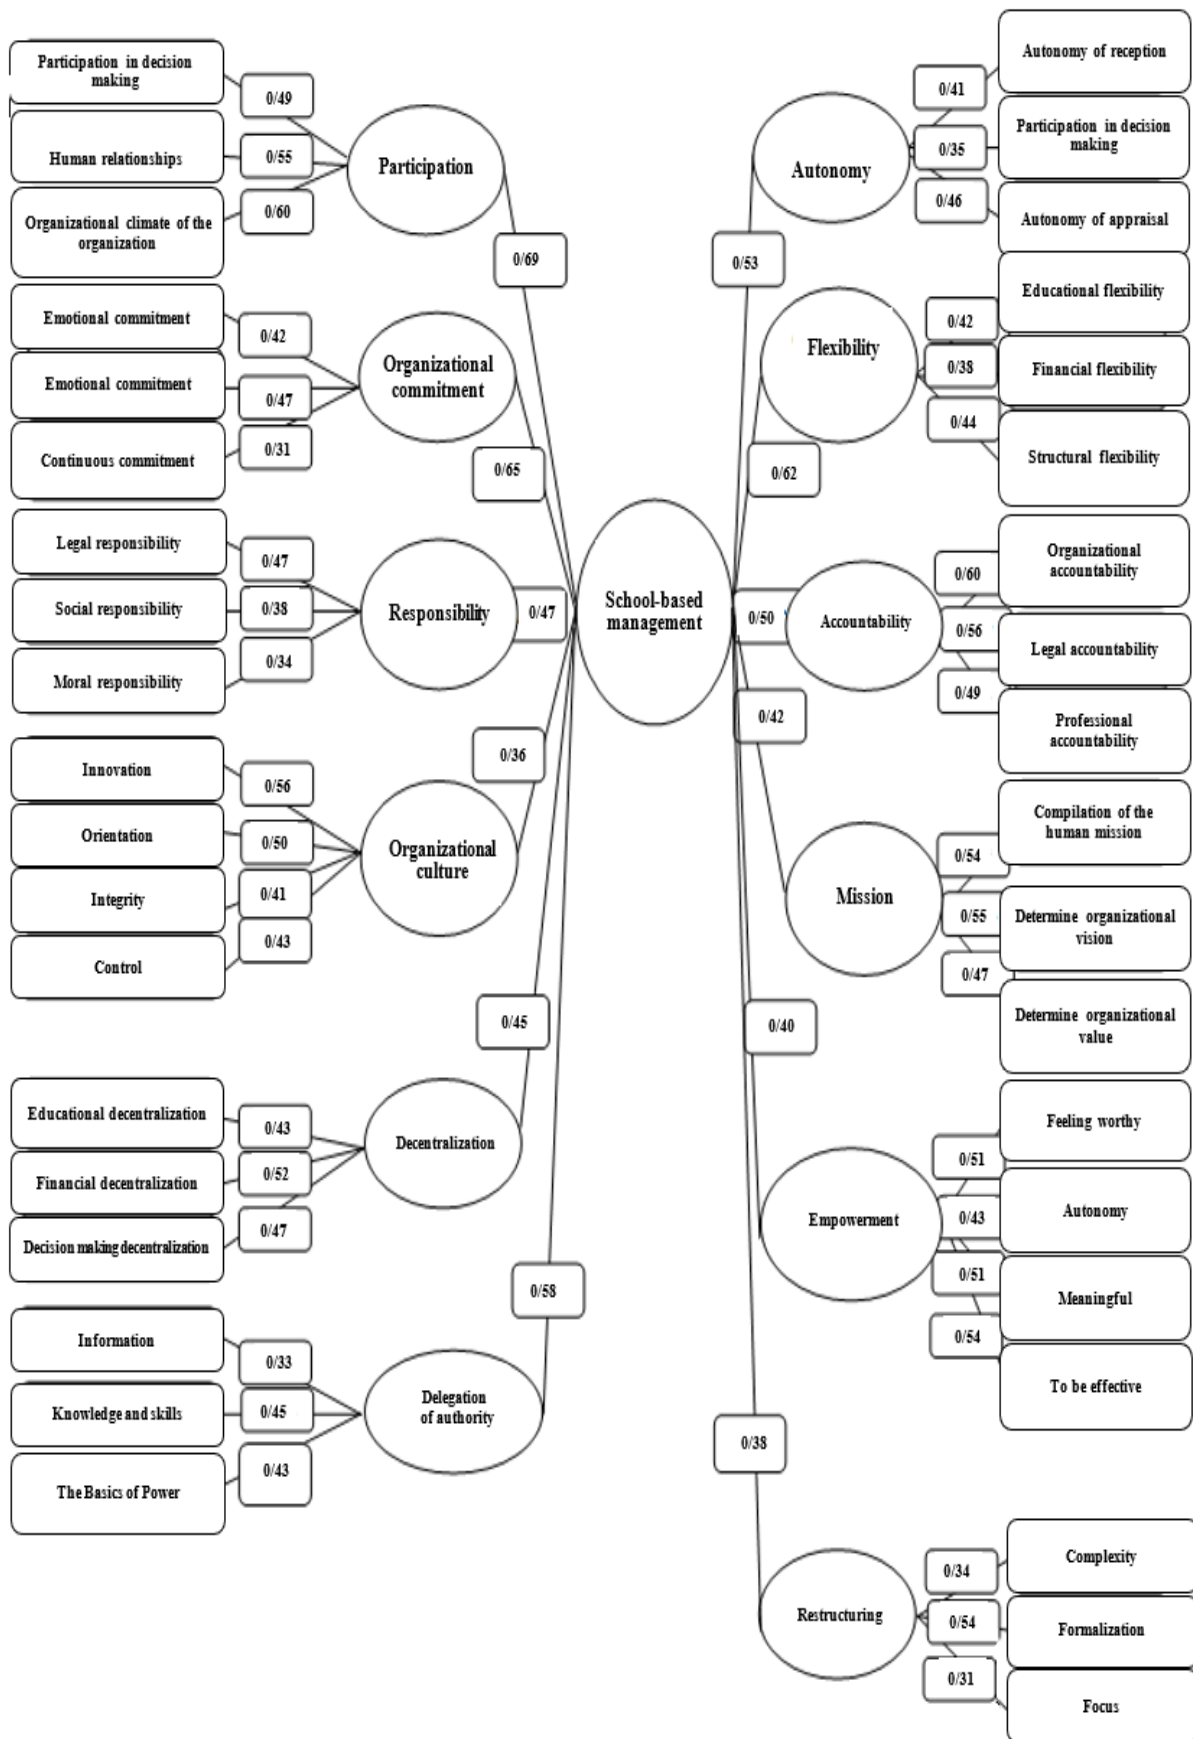 Participation in decision
making
0/49
Human relationships
0/55
Organizational climate of the
organization
0/60
Participation
0/69
Emotional commitment
0/42
Emotional commitment
0/47
Continuous commitment
0/31
Organizational
commitment
0/65
Legal responsibility
0/47
Social responsibility
0/38
Moral responsibility
0/34
Responsibility
0/47
Innovation
0/56
Orientation
0/50
Integrity
0/41
Control
0/43
Organizational
culture
0/36
Educational decentralization
0/43
Financial decentralization
0/52
Decision making decentralization
0/47
Decentralization
0/45
Information
0/33
Knowledge and skills
0/45
The Basics of Power
0/43
Delegation
of authority
0/58
School-based
management
0/53
Autonomy
0/41
Autonomy of reception
0/35
Participation in decision
making
0/46
Autonomy of appraisal
0/62
Flexibility
0/42
Educational flexibility
0/38
Financial flexibility
0/44
Structural flexibility
0/50
Accountability
0/60
Organizational
accountability
0/56
Legal accountability
0/49
Professional
accountability
0/42
Mission
0/54
Compilation of the
human mission
0/55
Determine organizational
vision
0/47
Determine organizational
value
0/40
Empowerment
0/51
Feeling worthy
0/43
Autonomy
0/51
Meaningful
0/54
To be effective
0/38
Restructuring
0/34
Complexity
0/54
Formalization
0/31
Focus